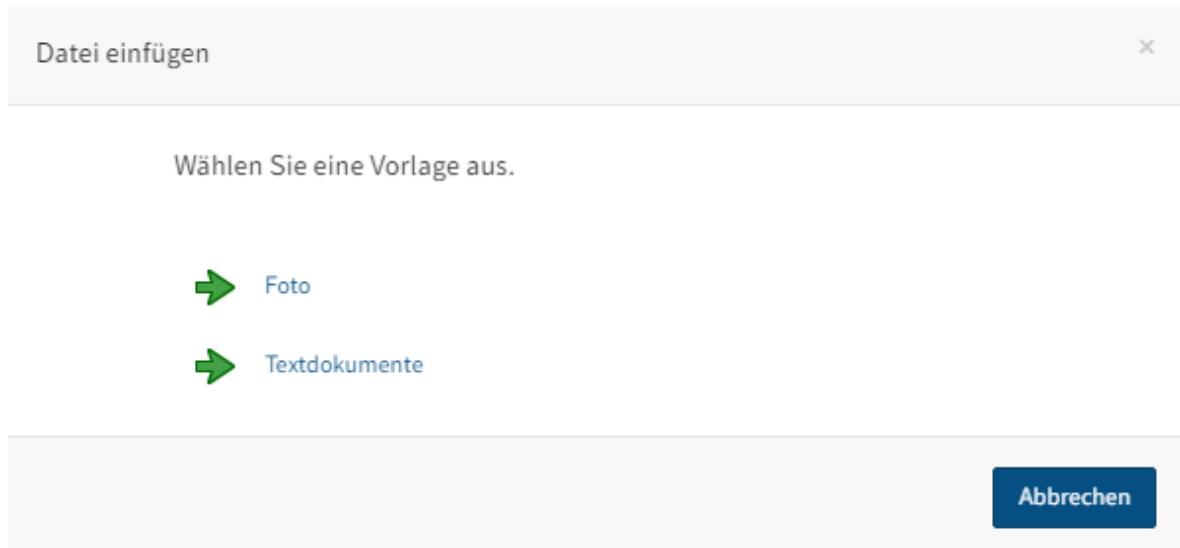 Datei einfügen
×
Wählen Sie eine Vorlage aus.
Foto
Textdokumente
Abbrechen